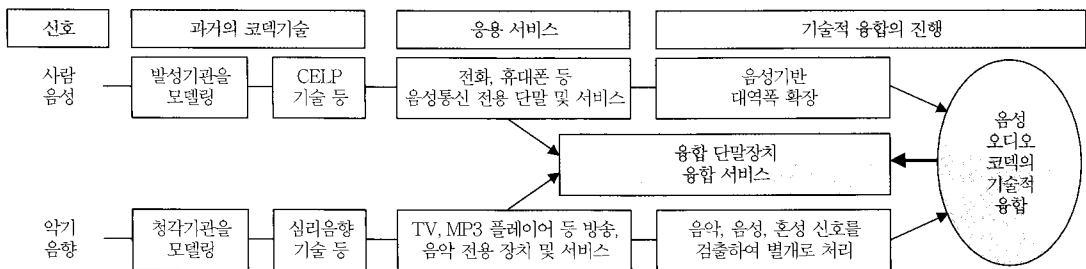 신호
과거의 코덱기술
응용 서비스
기술적 융합의 진행
사람
음성
발성기관을
모델링
CELP
기술 등
전화, 휴대폰 등
음성통신 전용 단말 및 서비스
음성기반
대역폭 확장
융합 단말장치
융합 서비스
음성
오디오
코덱의
기술적
융합
악기
음향
청각기관을
모델링
심리음향
기술 등
TV, MP3 플레이어 등 방송,
음악 전용 장치 및 서비스
음악, 음성, 혼성 신호를
검출하여 별개로 처리